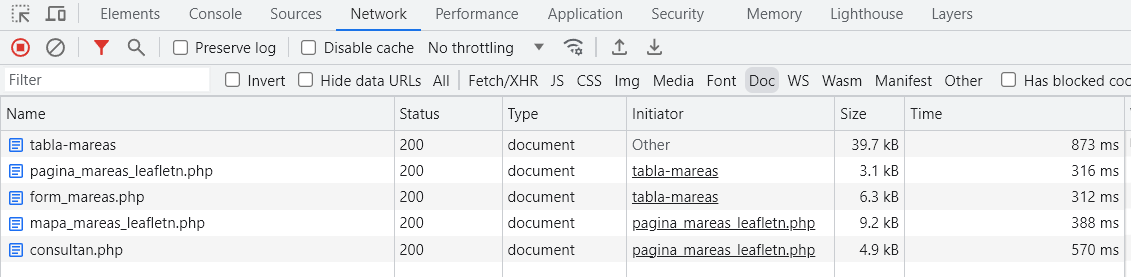 Elements Console Sources Network Performance Application Security Memory Lighthouse Layers
Preserve log Disable cache No throttling
Filter Invert Hide data URLs All Fetch/XHR JS CSS Img Media Font Doc WS Wasm Manifest Other Has blocked coo
Name Status Type Initiator Size Time
tabla-mareas 200 document Other 39.7 kB 873 ms
pagina_mareas_leafletn.php 200 document tabla-mareas 3.1 kB 316 ms
form_mareas.php 200 document tabla-mareas 6.3 kB 312 ms
mapa_mareas_leafletn.php 200 document pagina_mareas_leafletn.php 9.2 kB 388 ms
consultan.php 200 document pagina_mareas_leafletn.php 4.9 kB 570 ms